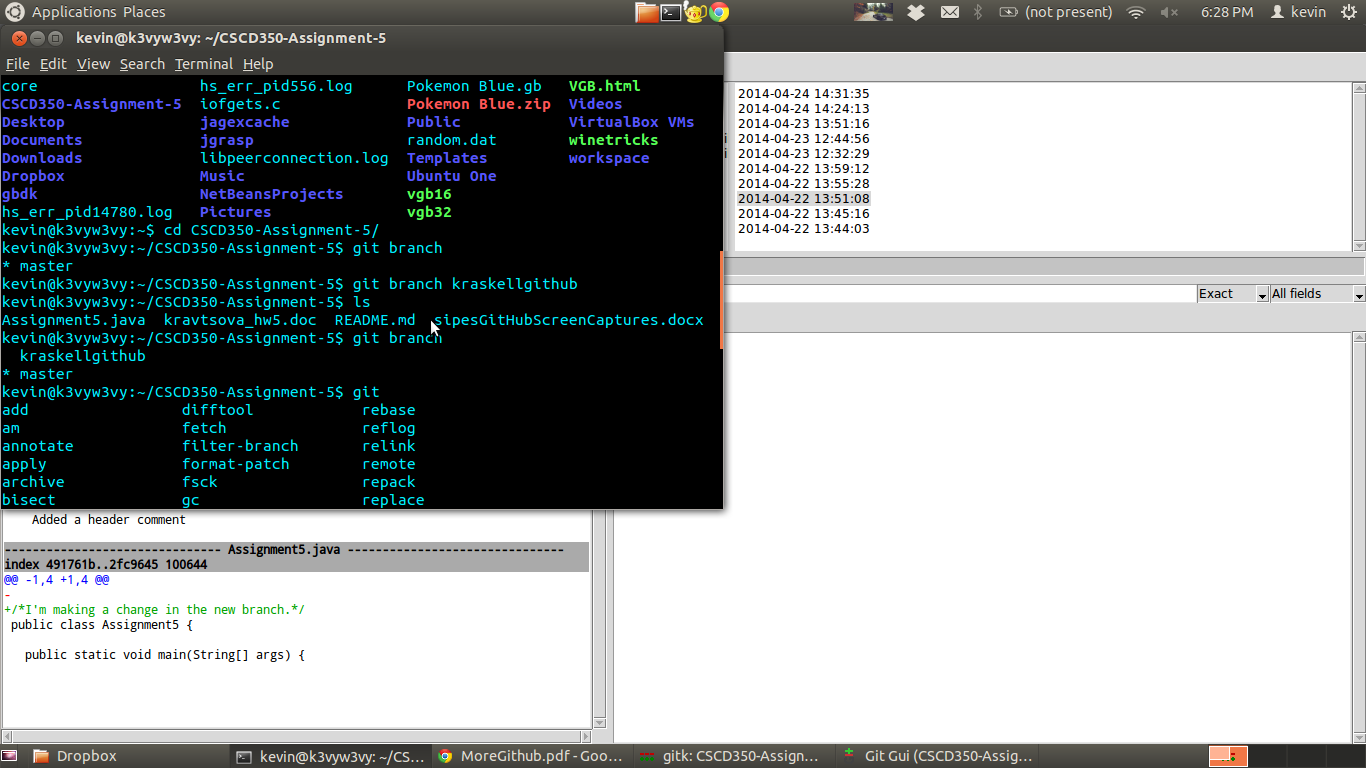 Applications Places
(not present)
6:28 PM
kevin
kevin@k3vyw3vy: ~/CSCD350-Assignment-5
File Edit View Search Terminal Help
core hs_err_pid556.log Pokemon Blue.gb VGB.html
CSCD350-Assignment-5 iofgets.c Pokemon Blue.zip Videos
Desktop jagexcache Public VirtualBox VMs
Documents jgrasp random.dat winetricks
Downloads libpeerconnection.log Templates workspace
Dropbox Music Ubuntu One
gbdk NetBeansProjects vgb16
hs_err_pid14780.log Pictures vgb32
kevin@k3vyw3vy:~$ cd CSCD350-Assignment-5/
kevin@k3vyw3vy:~/CSCD350-Assignment-5$ git branch
* master
kevin@k3vyw3vy:~/CSCD350-Assignment-5$ git branch kraskellgithub
kevin@k3vyw3vy:~/CSCD350-Assignment-5$ ls
Assignment5.java kravtsova_hw5.doc README.md sipesGitHubScreenCaptures.docx
kevin@k3vyw3vy:~/CSCD350-Assignment-5$ git branch
kraskellgithub
* master
kevin@k3vyw3vy:~/CSCD350-Assignment-5$ git
add difftool rebase
am fetch reflog
annotate filter-branch relink
apply format-patch remote
archive fsck repack
bisect gc replace
2014-04-24 14:31:35
2014-04-24 14:24:13
2014-04-23 13:51:16
2014-04-23 12:44:56
2014-04-23 12:32:29
2014-04-22 13:59:12
2014-04-22 13:55:28
2014-04-22 13:51:08
2014-04-22 13:45:16
2014-04-22 13:44:03
Exact All fields
Added a header comment
------------------------------- Assignment5.java -------------------------------
index 491761b..2fc9645 100644
@@ -1,4 +1,4 @@
-
+/*I'm making a change in the new branch.*/
public class Assignment5 {
public static void main(String[] args) {
Dropbox
kevin@k3vyw3vy: ~/CS...
MoreGithub.pdf - Goo...
gitk: CSCD350-Assign...
Git Gui (CSCD350-Assig...